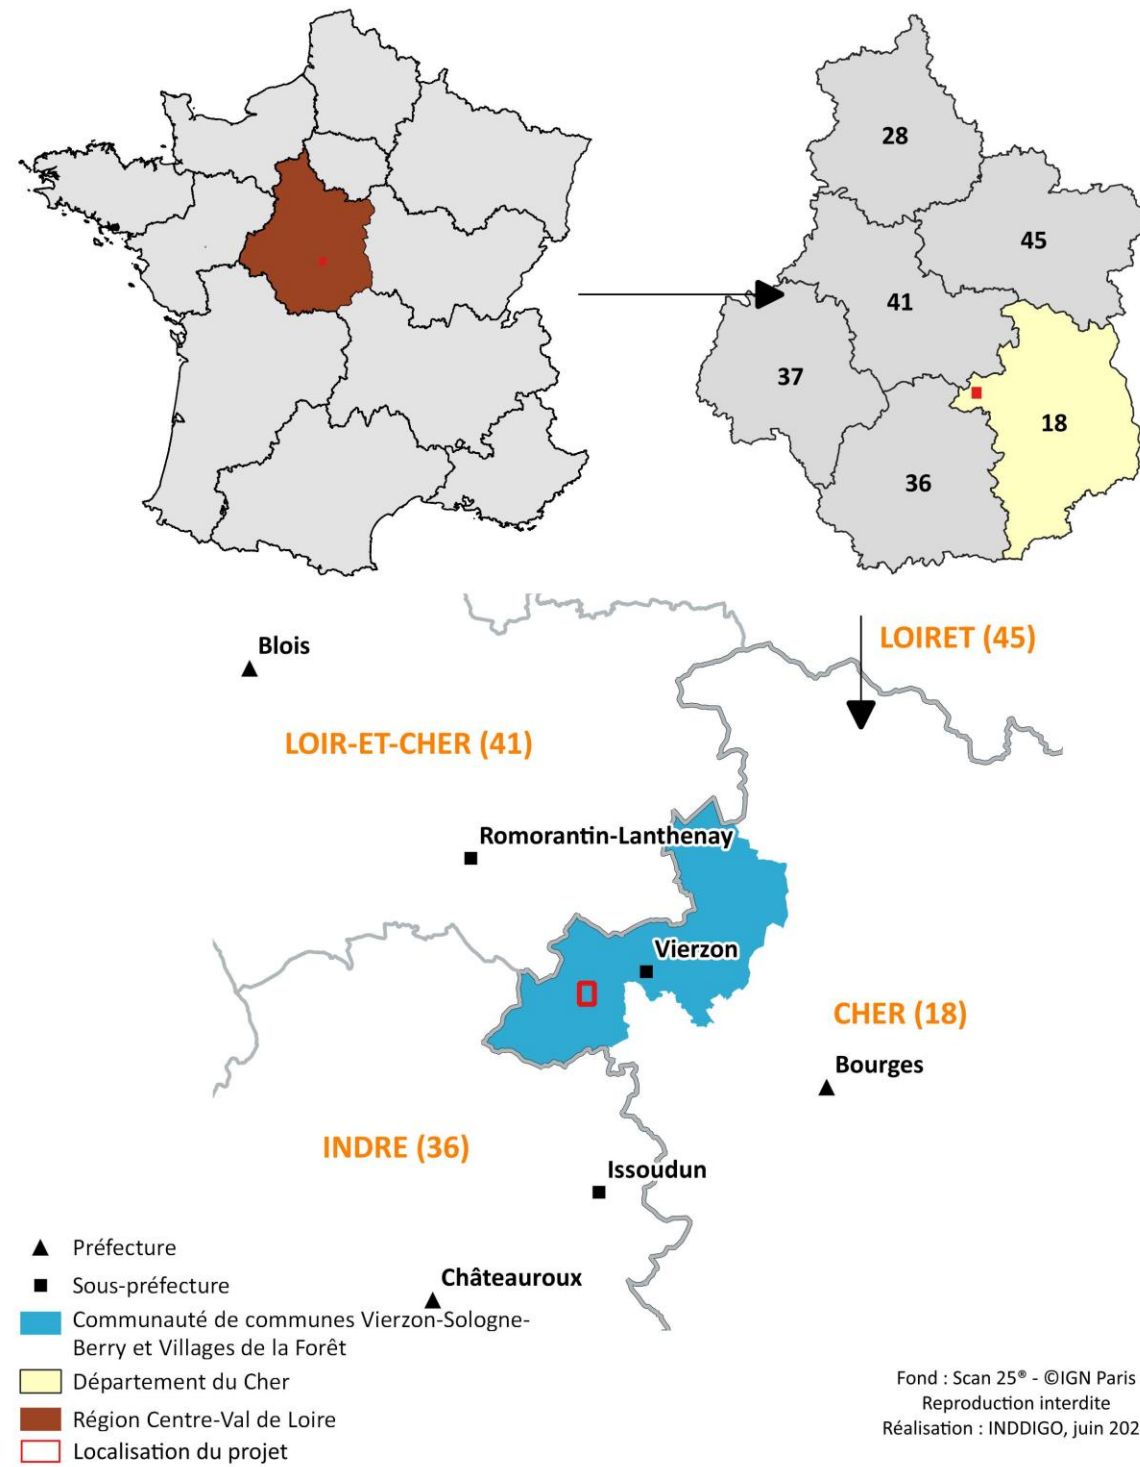 28
45
41
37
18
36
LOIRET (45)
Blois
LOIR-ET-CHER (41)
Romorantin-Lanthenay
Vierzon
CHER (18)
Bourges
INDRE (36)
Issoudun
Châteauroux
Préfecture
Sous-préfecture
Communauté de communes Vierzon-Sologne-
Berry et Villages de la Forêt
Département du Cher
Région Centre-Val de Loire
Localisation du projet
Fond : Scan 25® - ©IGN Paris
Reproduction interdite
Réalisation : INDDIGO, juin 202